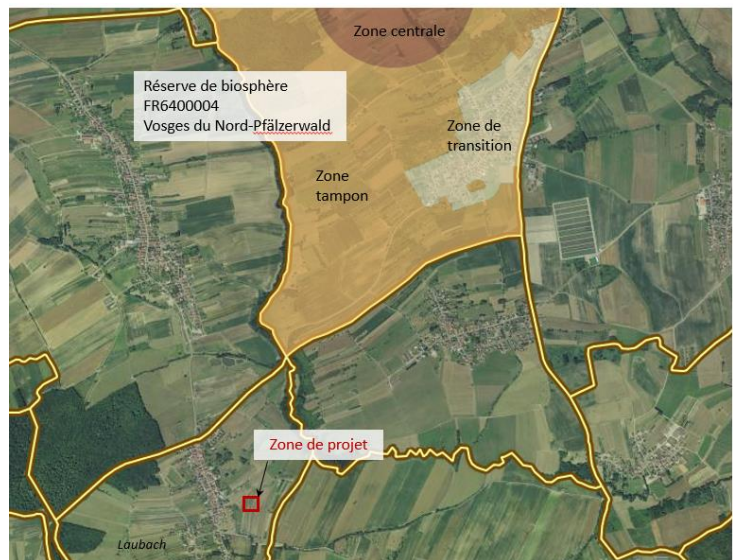 Zone centrale
Réserve de biosphère
FR6400004
Vosges du Nord-Pfälzerwald
Zone de
transition
Zone
tampon
Zone de projet
Laubach